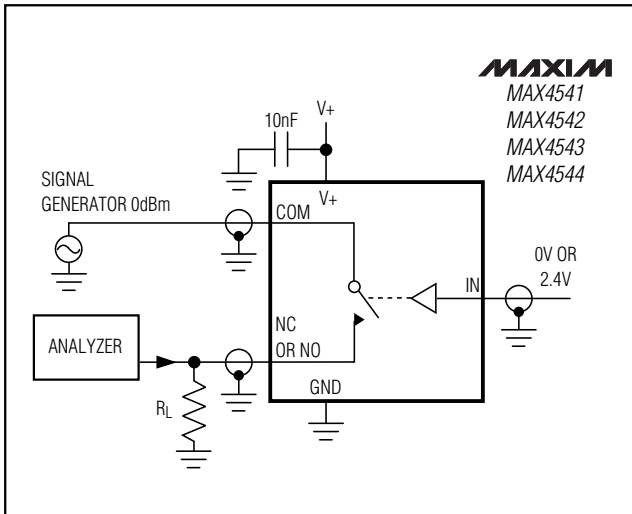 MAXIM
MAX4541
MAX4542
MAX4543
MAX4544
V+
10nF
SIGNAL
GENERATOR 0dBm
V+
COM
0V OR
2.4V
IN
NC
OR NO
ANALYZER
GND
RL